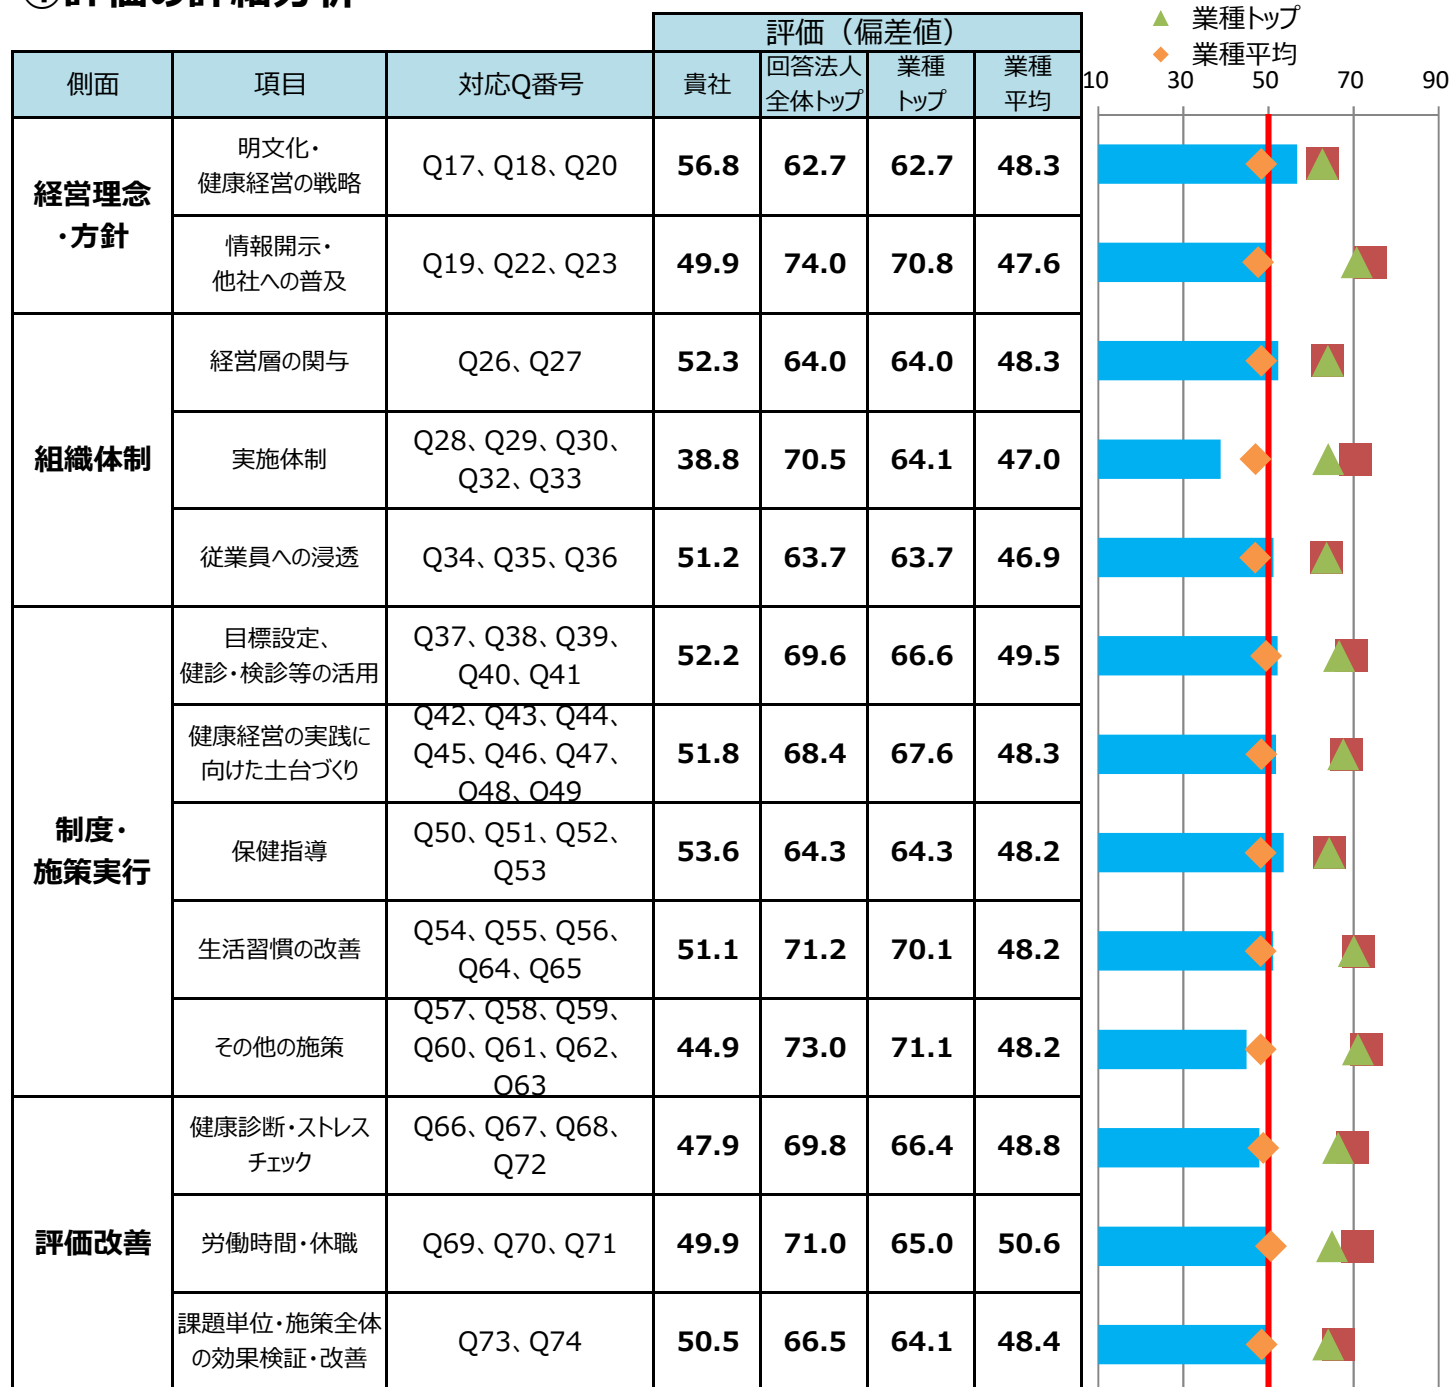 ①評価の詳細分析
業種トップ
業種平均
評価（偏差値）
側面 項目 対応Q番号 貴社 回答法人 業種 業種
全体トップ トップ 平均
10 30 50 70 90
経営理念
・方針
明文化・
健康経営の戦略
Q17、Q18、Q20 56.8 62.7 62.7 48.3
情報開示・
他社への普及
Q19、Q22、Q23 49.9 74.0 70.8 47.6
組織体制
経営層の関与 Q26、Q27 52.3 64.0 64.0 48.3
実施体制
Q28、Q29、Q30、
Q32、Q33
38.8 70.5 64.1 47.0
従業員への浸透 Q34、Q35、Q36 51.2 63.7 63.7 46.9
制度・
施策実行
目標設定、
健診・検診等の活用
Q37、Q38、Q39、
Q40、Q41
52.2 69.6 66.6 49.5
健康経営の実践に
向けた土台づくり
Q42、Q43、Q44、
Q45、Q46、Q47、
Q48、Q49
51.8 68.4 67.6 48.3
保健指導
Q50、Q51、Q52、
Q53
53.6 64.3 64.3 48.2
生活習慣の改善
Q54、Q55、Q56、
Q64、Q65
51.1 71.2 70.1 48.2
その他の施策
Q57、Q58、Q59、
Q60、Q61、Q62、
Q63
44.9 73.0 71.1 48.2
評価改善
健康診断・ストレス
チェック
Q66、Q67、Q68、
Q72
47.9 69.8 66.4 48.8
労働時間・休職 Q69、Q70、Q71 49.9 71.0 65.0 50.6
課題単位・施策全体
の効果検証・改善
Q73、Q74 50.5 66.5 64.1 48.4